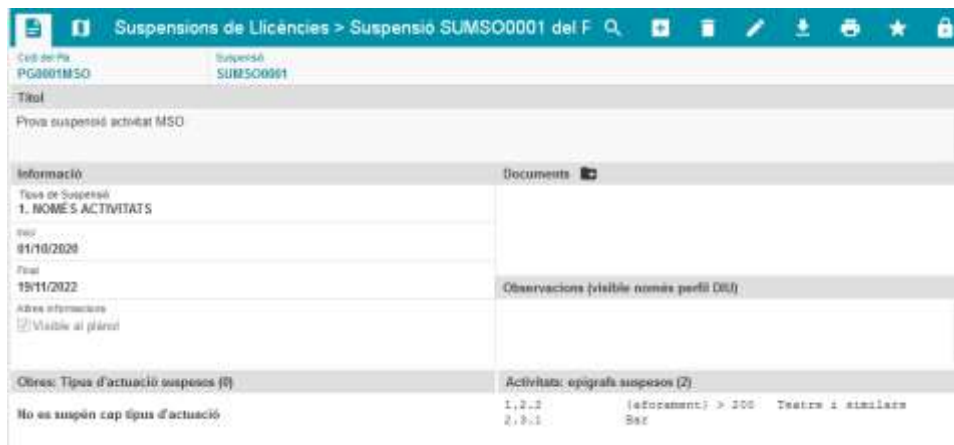 Suspensions de Llicències > Suspensió SUMSO0001 del F
Codi del Pla
Suspensió
PG0001MSO
SUMSO0001
Títol
Prova suspensió activitat MSO
Informació
Documents
Tipus de Suspensió
1. NOMÉS ACTIVITATS
Inici
01/10/2020
Final
19/11/2022
Observacions (visible només perfil DIU)
Altres informacions
Visible al plànol
Obres: Tipus d'actuació suspesos (0)
Activitats: epígrafs suspesos (2)
No es suspèn cap tipus d'actuació
1.2.2 (aforament) > 200 Teatre i similars
2.3.1 Bar